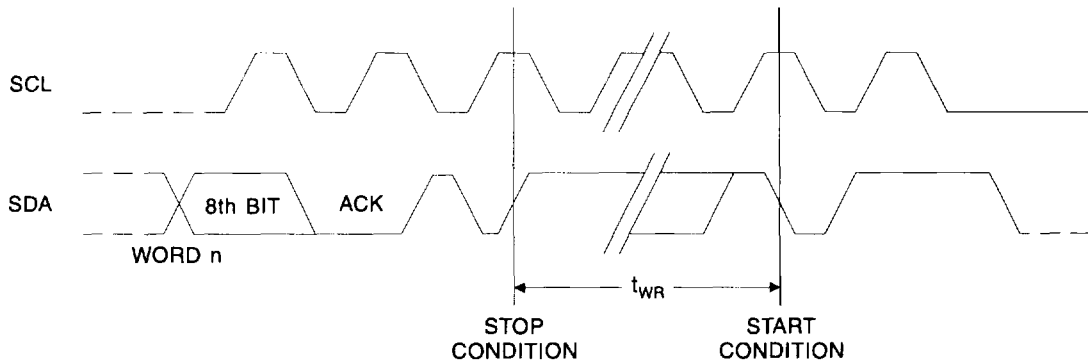 SCL
SDA
8th BIT
ACK
WORD n
tWR
STOP
CONDITION
START
CONDITION